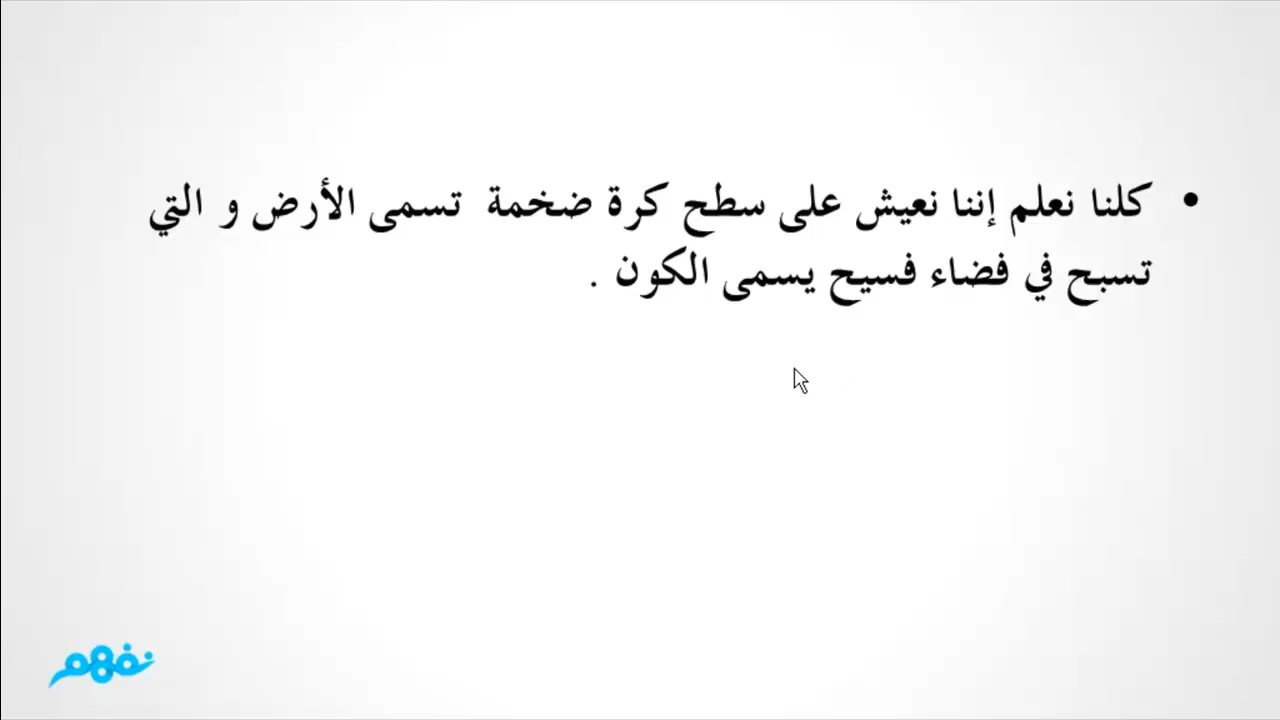 • كلنا نعلم إننا نعيش على سطح كرة ضخمة تسمى الأرض و التي
تسبح في فضاء فسيح يسمى الكون .
نفهم